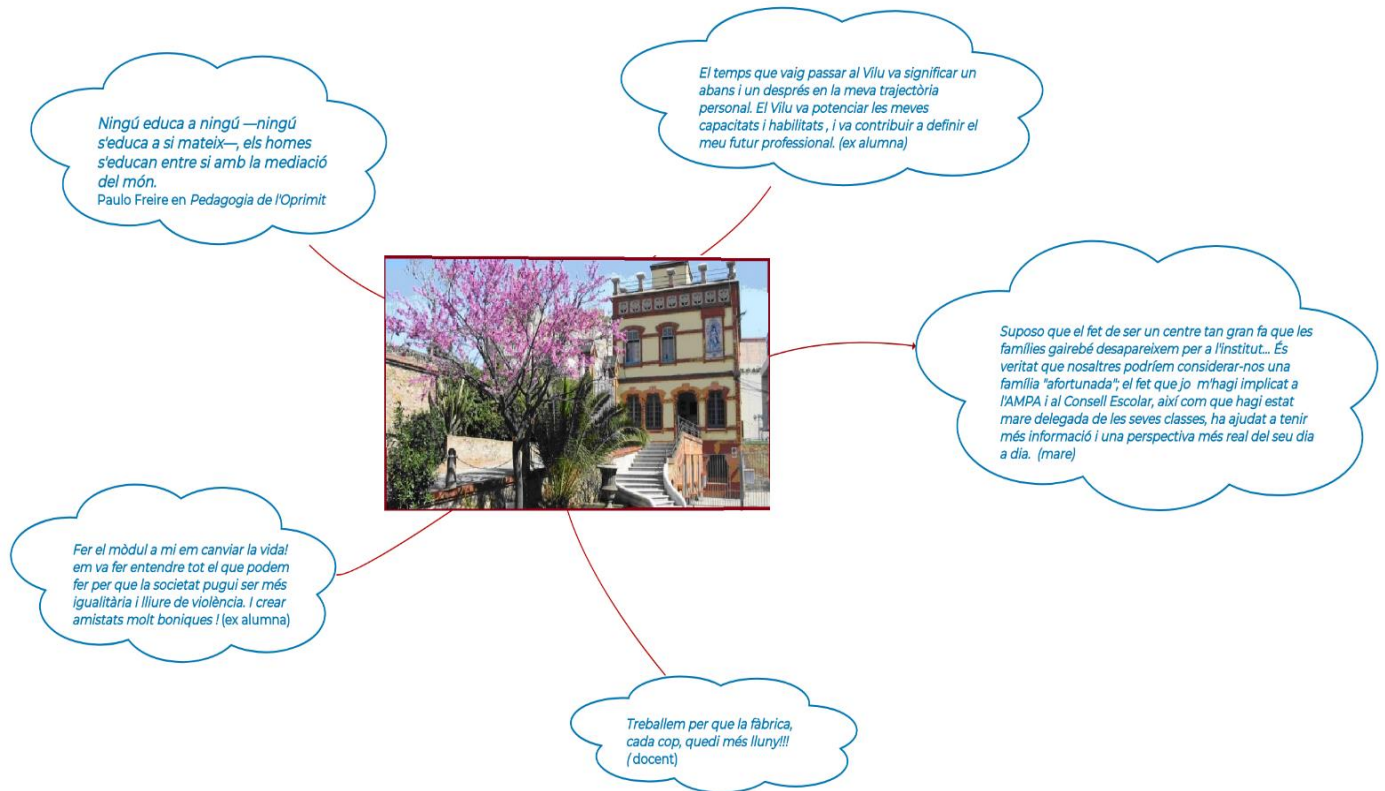 Ningú educa a ningú —ningú
s'educa a si mateix—, els homes
s'educan entre si amb la mediació
del món.
Paulo Freire en Pedagogia de l'Oprimit
El temps que vaig passar al Vilu va significar un
abans i un després en la meva trajectòria
personal. El Vilu va potenciar les meves
capacitats i habilitats , i va contribuir a definir el
meu futur professional. (ex alumna)
Suposo que el fet de ser un centre tan gran fa que les
famílies gairebé desapareixem per a l'institut... És
veritat que nosaltres podríem considerar-nos una
família "afortunada"; el fet que jo m'hagi implicat a
l'AMPA i al Consell Escolar, així com que hagi estat
mare delegada de les seves classes, ha ajudat a tenir
més informació i una perspectiva més real del seu dia
a dia. (mare)
Fer el mòdul a mi em canviar la vida!
em va fer entendre tot el que podem
fer per que la societat pugui ser més
igualitària i lliure de violència. I crear
amistats molt boniques ! (ex alumna)
Treballem per que la fàbrica,
cada cop, quedi més lluny!!!
( docent)